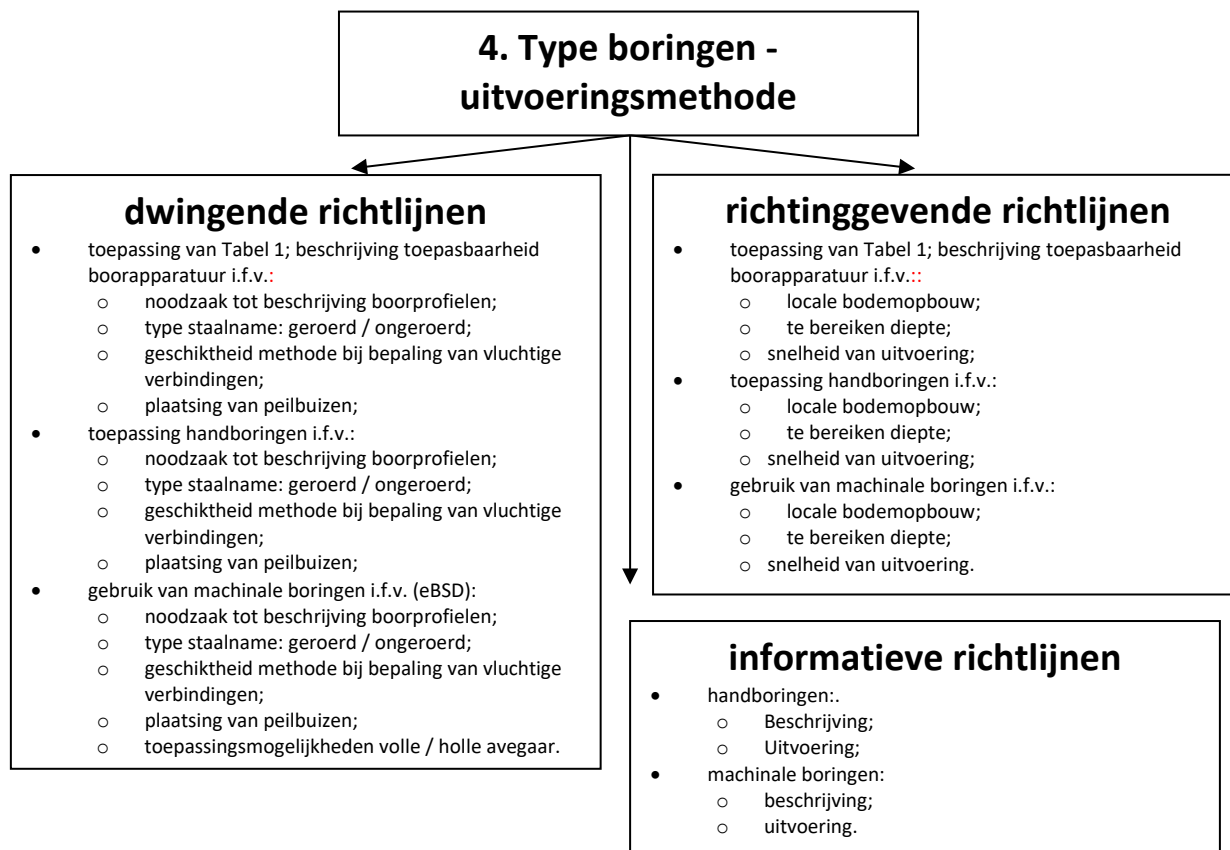 4. Type boringen -
uitvoeringsmethode
dwingende richtlijnen
• toepassing van Tabel 1; beschrijving toepasbaarheid
boorapparatuur i.f.v.:
o noodzaak tot beschrijving boorprofielen;
o type staalname: geroerd / ongeroerd;
o geschiktheid methode bij bepaling van vluchtige
verbindingen;
o plaatsing van peilbuizen;
• toepassing handboringen i.f.v.:
o noodzaak tot beschrijving boorprofielen;
o type staalname: geroerd / ongeroerd;
o geschiktheid methode bij bepaling van vluchtige
verbindingen;
o plaatsing van peilbuizen;
• gebruik van machinale boringen i.f.v. (eBSD):
o noodzaak tot beschrijving boorprofielen;
o type staalname: geroerd / ongeroerd;
o geschiktheid methode bij bepaling van vluchtige
verbindingen;
o plaatsing van peilbuizen;
o toepassingsmogelijkheden volle / holle avegaar.
richtinggevende richtlijnen
• toepassing van Tabel 1; beschrijving toepasbaarheid
boorapparatuur i.f.v.::
o locale bodemopbouw;
o te bereiken diepte;
o snelheid van uitvoering;
• toepassing handboringen i.f.v.:
o locale bodemopbouw;
o te bereiken diepte;
o snelheid van uitvoering;
• gebruik van machinale boringen i.f.v.:
o locale bodemopbouw;
o te bereiken diepte;
o snelheid van uitvoering.
informatieve richtlijnen
• handboringen:.
o Beschrijving;
o Uitvoering;
• machinale boringen:
o beschrijving;
o uitvoering.